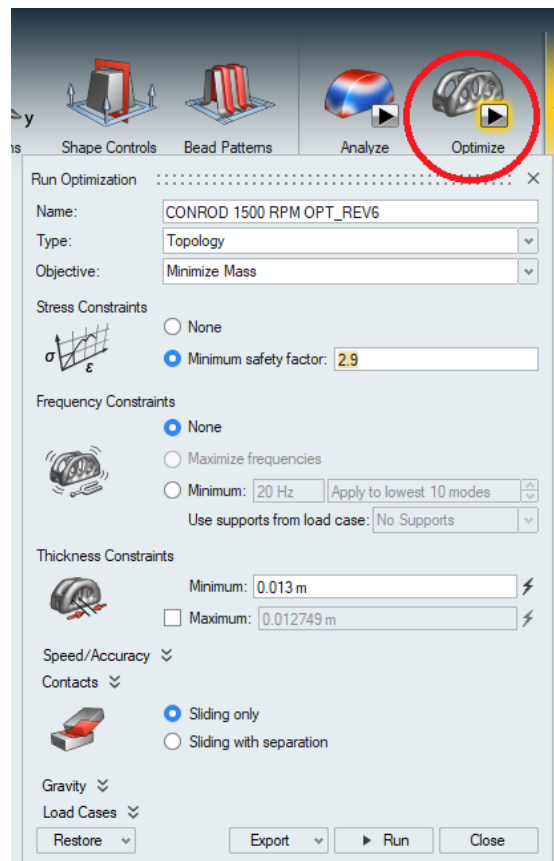 y
ns Shape Controls Bead Patterns Analyze Optimize
Run Optimization
Name: CONROD 1500 RPM OPT_REV6
Type: Topology
Objective: Minimize Mass
Stress Constraints
None
σ ε Minimum safety factor: 2.9
Frequency Constraints
None
Maximize frequencies
Minimum: 20 Hz Apply to lowest 10 modes
Use supports from load case: No Supports
Thickness Constraints
Minimum: 0.013 m
Maximum: 0.012749 m
Speed/Accuracy
Contacts
Sliding only
Sliding with separation
Gravity
Load Cases
Restore Export Run Close